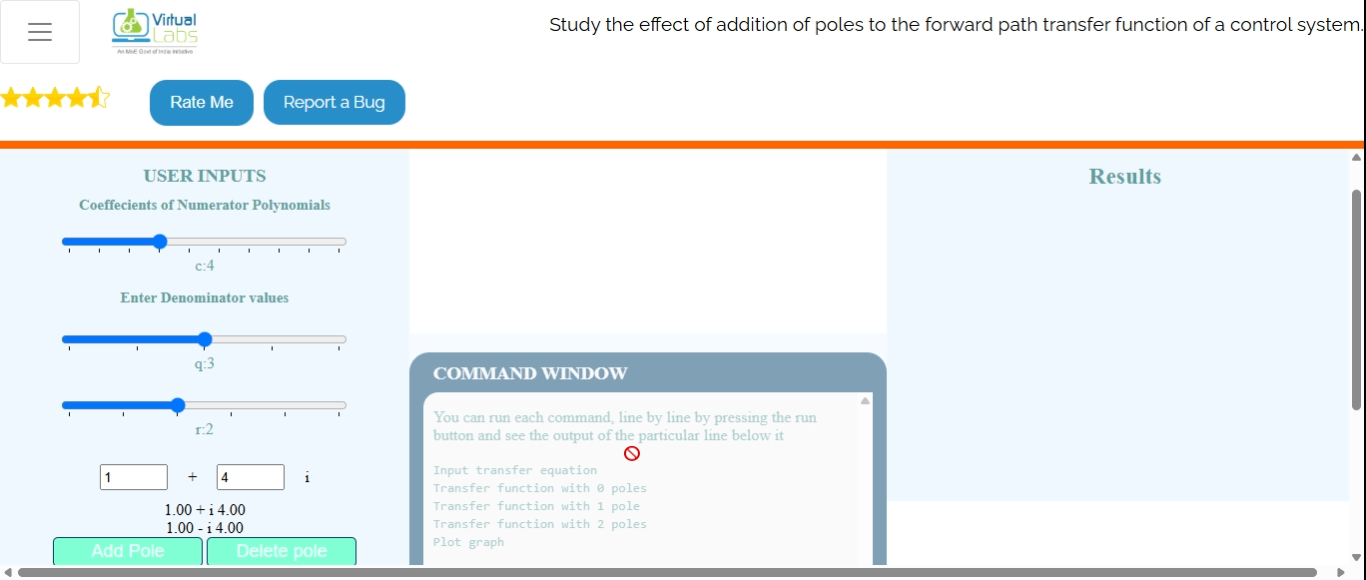 Virtual
Labs
An MoE Govt of India Initiative
Study the effect of addition of poles to the forward path transfer function of a control system.
Rate Me
Report a Bug
USER INPUTS
Coeffecients of Numerator Polynomials
c:4
Enter Denominator values
q:3
r:2
1 + 4 i
1.00 + i 4.00
1.00 - i 4.00
Add Pole
Delete pole
COMMAND WINDOW
You can run each command, line by line by pressing the run
button and see the output of the particular line below it
Input transfer equation
Transfer function with 0 poles
Transfer function with 1 pole
Transfer function with 2 poles
Plot graph
Results